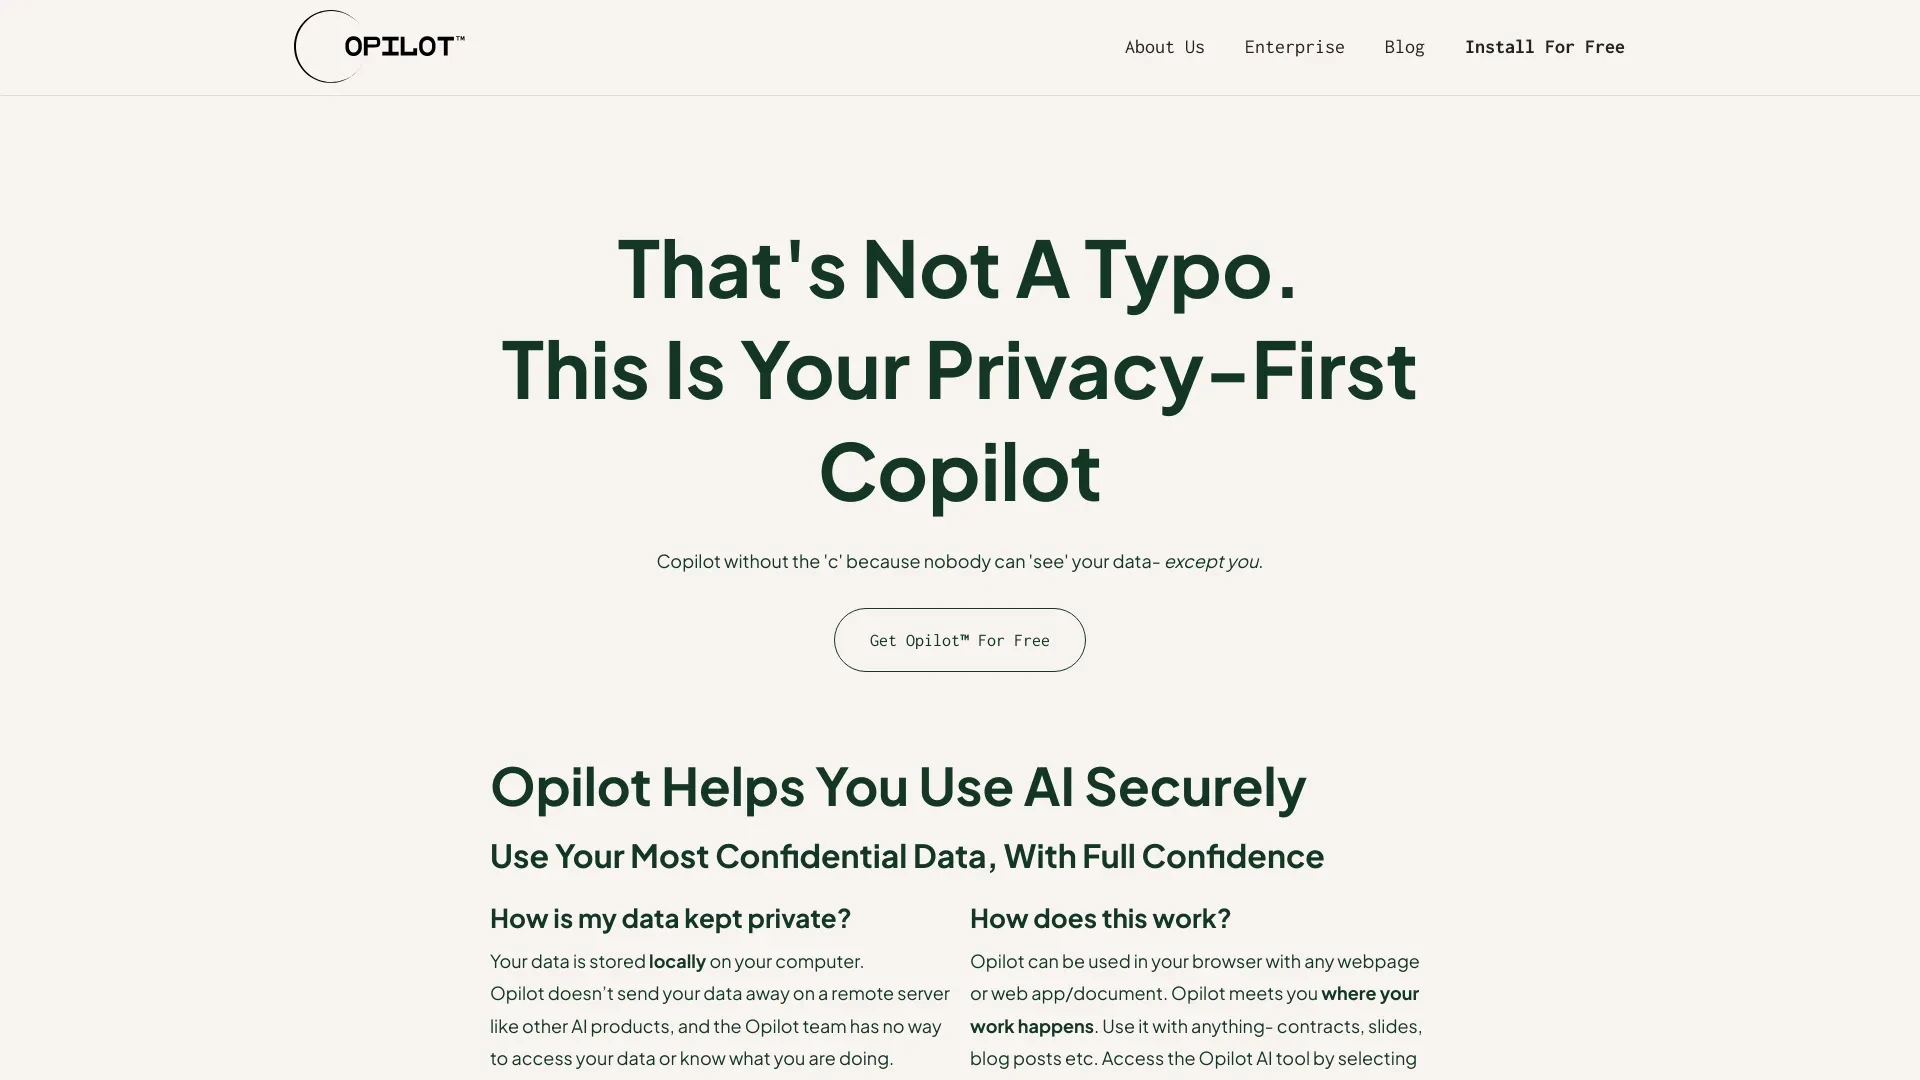 OPILOT™
About Us
Enterprise
Blog
Install For Free
That's Not A Typo.
This Is Your Privacy-First
Copilot
Copilot without the 'c' because nobody can 'see' your data- except you.
Get Opilot™ For Free
Opilot Helps You Use AI Securely
Use Your Most Confidential Data, With Full Confidence
How is my data kept private?
Your data is stored locally on your computer.
Opilot doesn’t send your data away on a remote server
like other AI products, and the Opilot team has no way
to access your data or know what you are doing.
How does this work?
Opilot can be used in your browser with any webpage
or web app/document. Opilot meets you where your
work happens. Use it with anything- contracts, slides,
blog posts etc. Access the Opilot AI tool by selecting